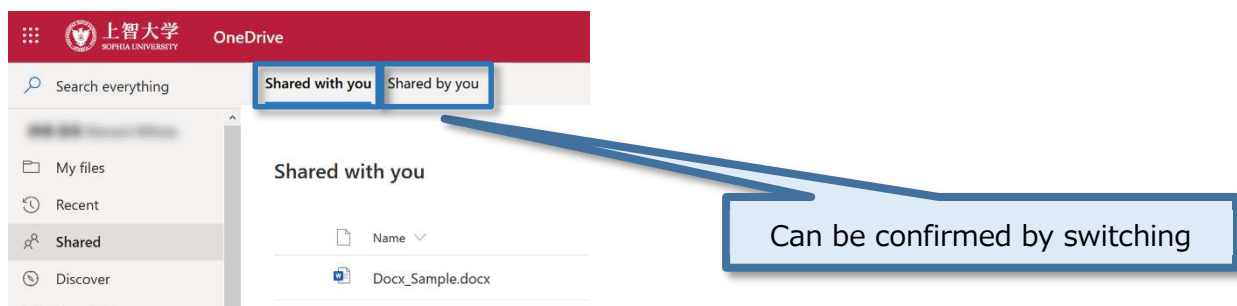 上智大学
SOPHIA UNIVERSITY
OneDrive
Search everything
Shared with you Shared by you
My files
Recent
Shared
Discover
Shared with you
Name
Docx_Sample.docx
Can be confirmed by switching